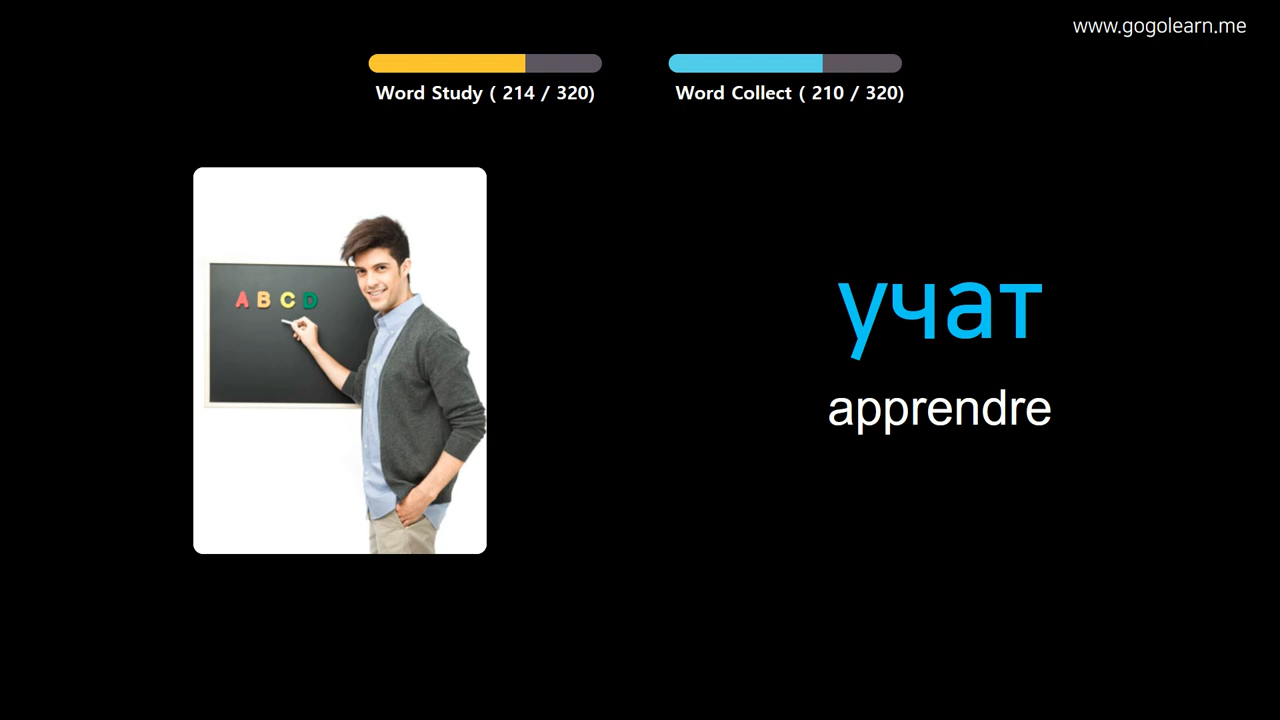 www.gogolearn.me
Word Study ( 214 / 320)
Word Collect ( 210 / 320)
A B C D
учат
apprendre